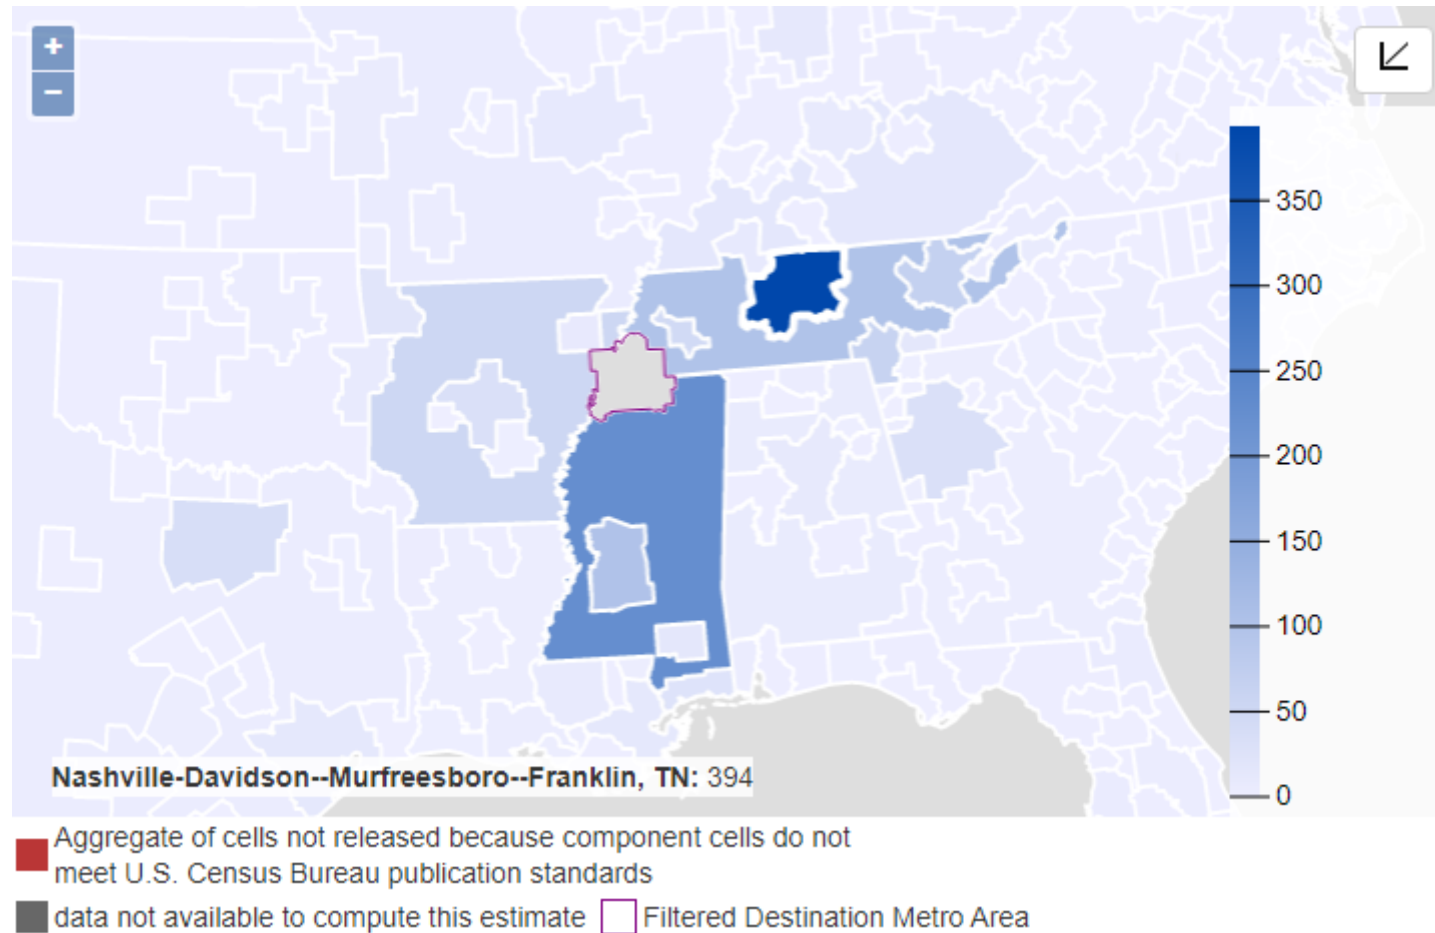 +
−
350
300
250
200
150
100
50
0
Nashville-Davidson--Murfreesboro--Franklin, TN: 394
Aggregate of cells not released because component cells do not
meet U.S. Census Bureau publication standards
data not available to compute this estimate Filtered Destination Metro Area